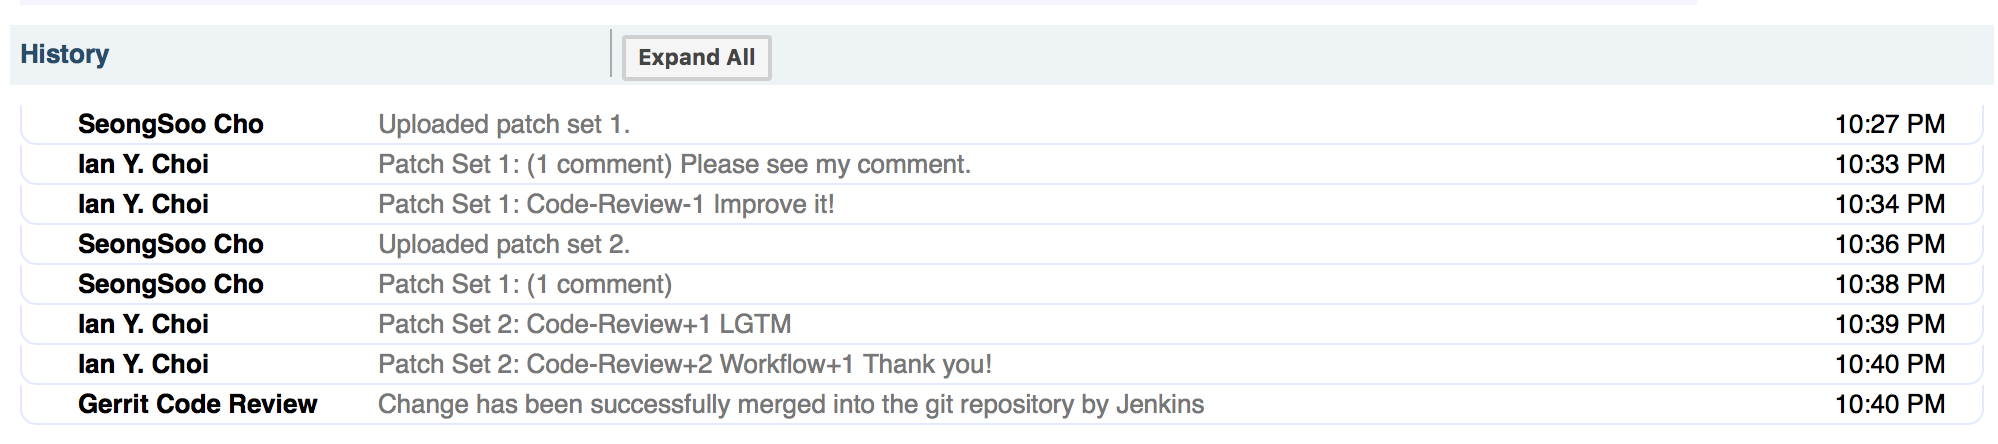 History
Expand All
SeongSoo Cho Uploaded patch set 1. 10:27 PM
Ian Y. Choi Patch Set 1: (1 comment) Please see my comment. 10:33 PM
Ian Y. Choi Patch Set 1: Code-Review-1 Improve it! 10:34 PM
SeongSoo Cho Uploaded patch set 2. 10:36 PM
SeongSoo Cho Patch Set 1: (1 comment) 10:38 PM
Ian Y. Choi Patch Set 2: Code-Review+1 LGTM 10:39 PM
Ian Y. Choi Patch Set 2: Code-Review+2 Workflow+1 Thank you! 10:40 PM
Gerrit Code Review Change has been successfully merged into the git repository by Jenkins 10:40 PM